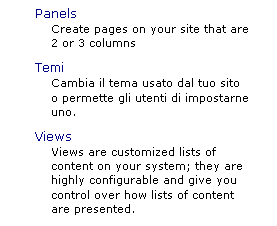 Panels
Create pages on your site that are
2 or 3 columns
Temi
Cambia il tema usato dal tuo sito
o permette gli utenti di impostarne
uno.
Views
Views are customized lists of
content on your system; they are
highly configurable and give you
control over how lists of content
are presented.